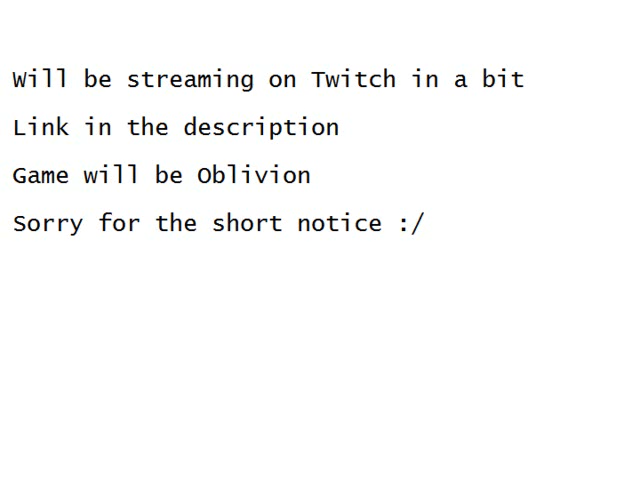 Will be streaming on Twitch in a bit
Link in the description
Game will be Oblivion
Sorry for the short notice :/